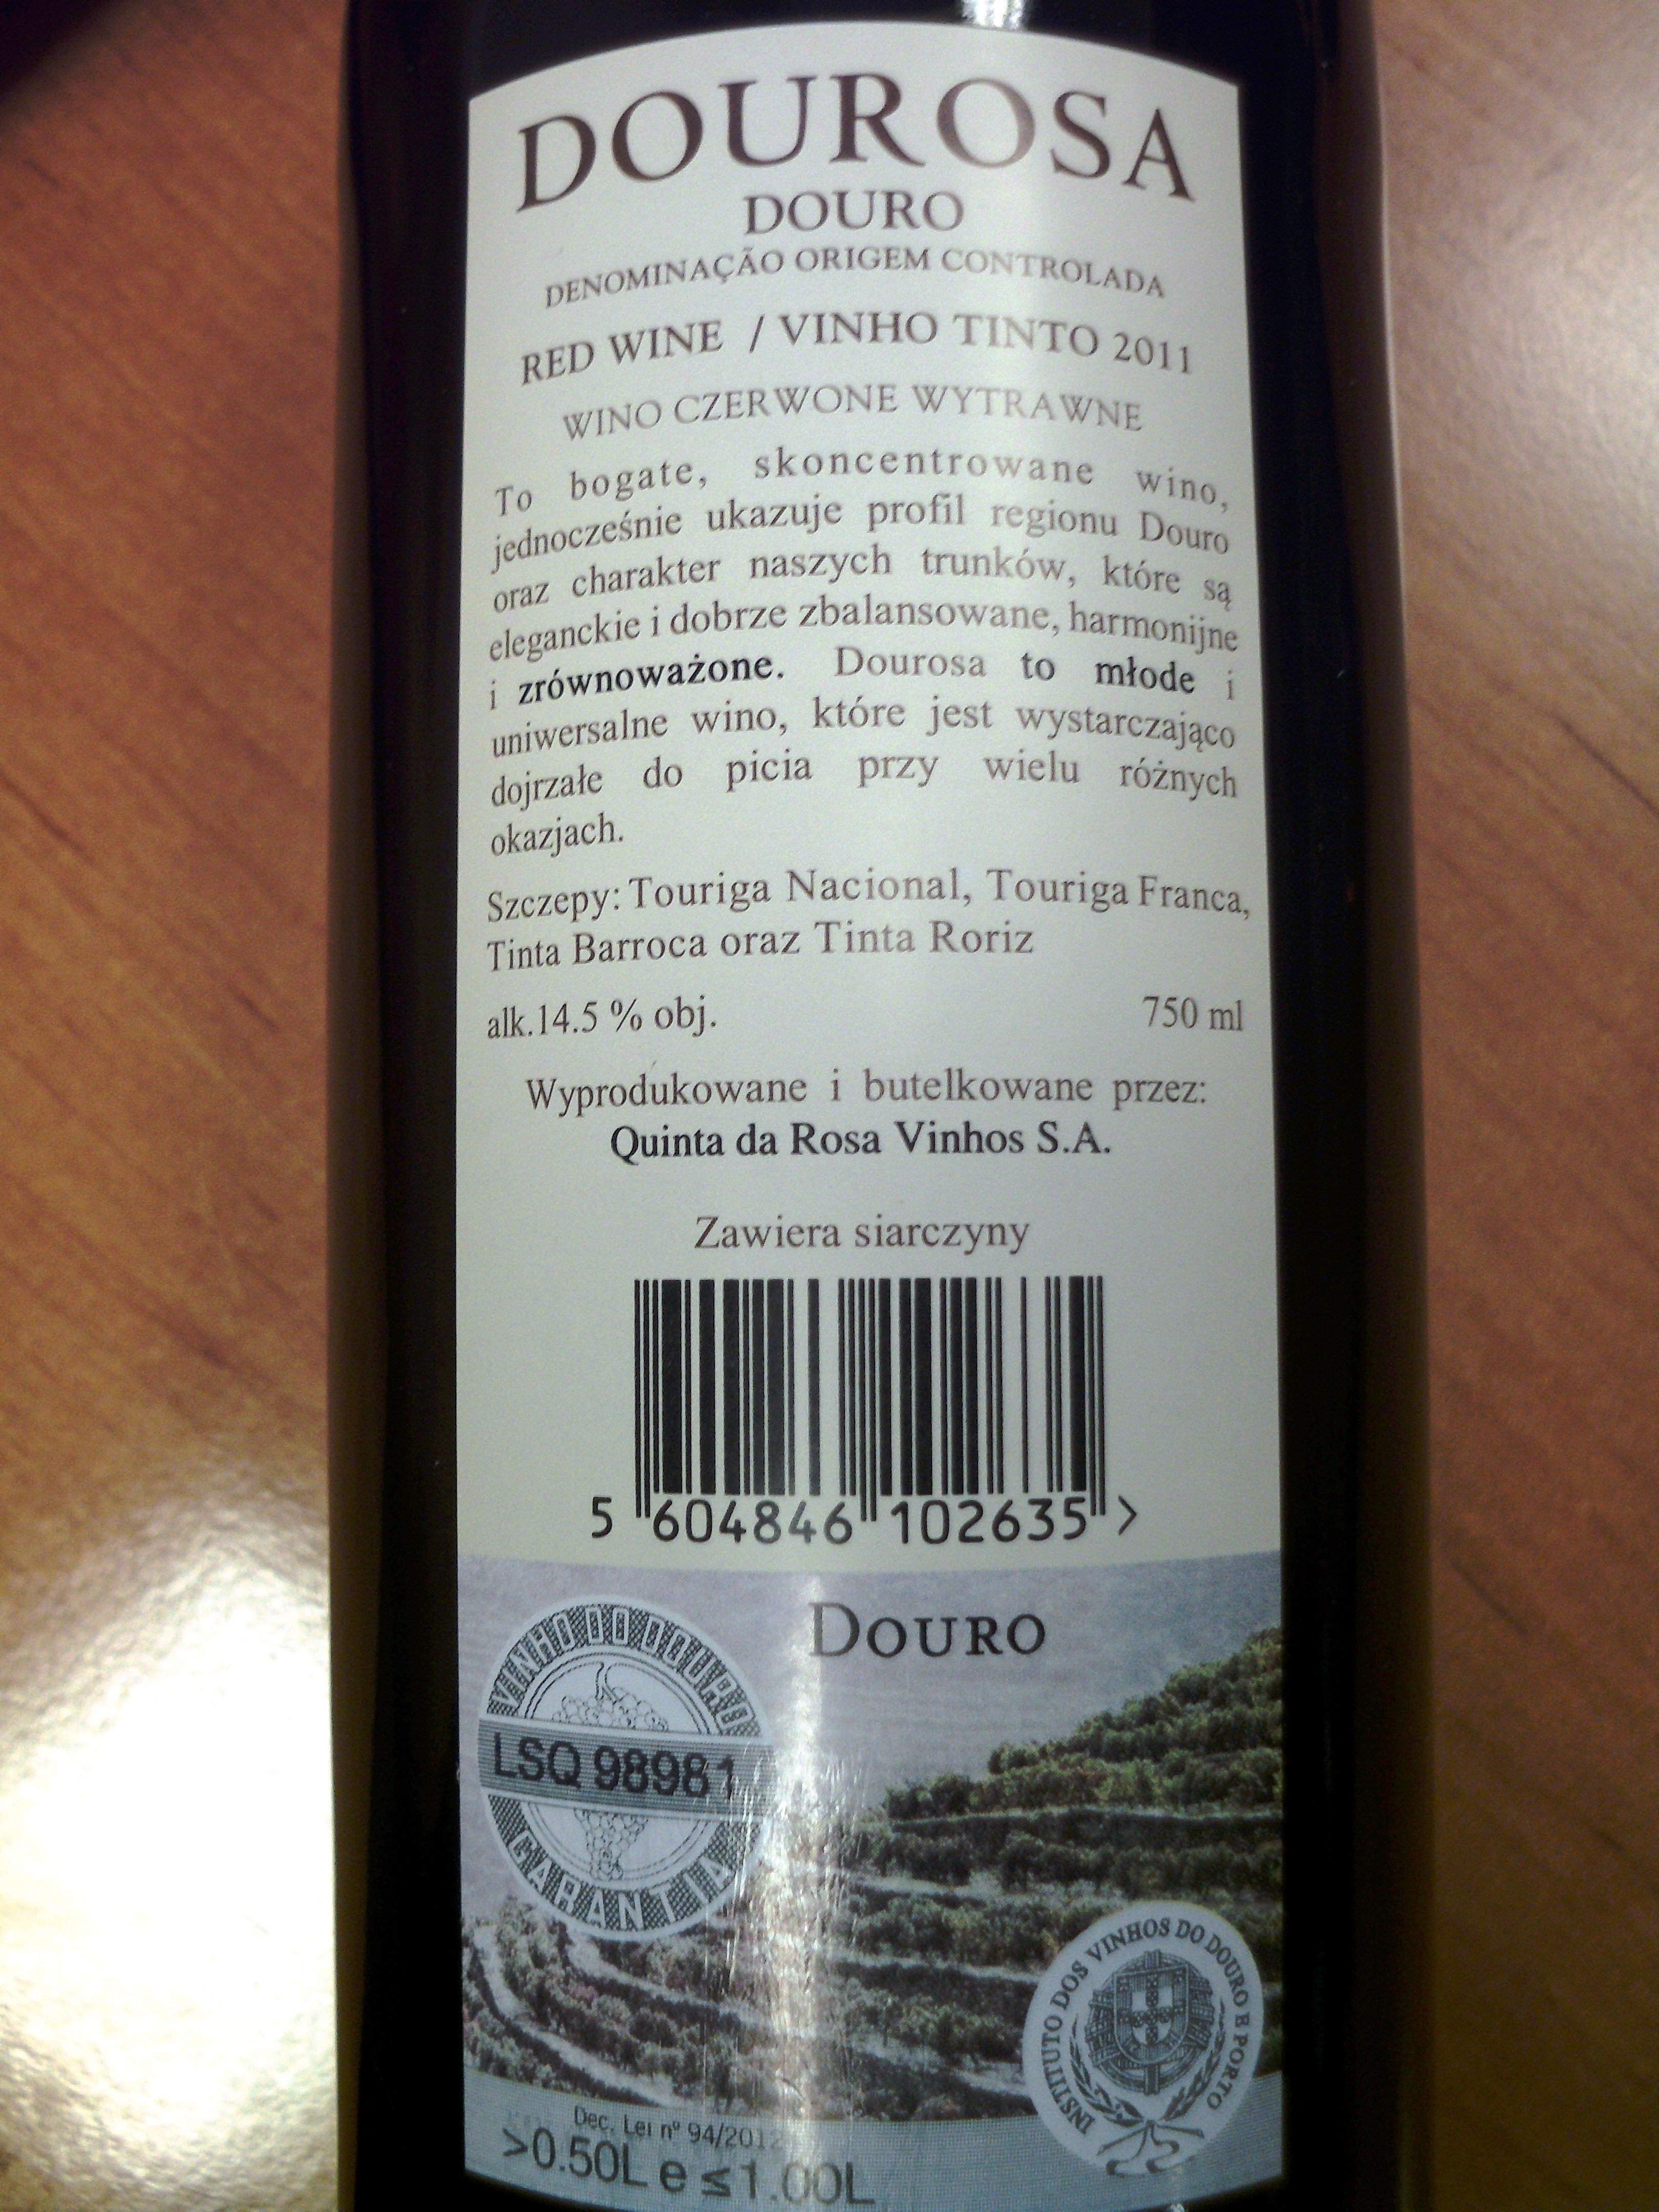 DOUROSA
DOURO
DENOMINAÇÃO ORIGEM CONTROLADA
RED WINE / VINHO TINTO 2011
WINO CZERWONE WYTRAWNE
To bogate, skoncentrowane wino,
jednocześnie ukazuje profil regionu Douro
oraz charakter naszych trunków, które są
eleganckie i dobrze zbalansowane, harmonijne
i zrównoważone. Dourosa to młode i
uniwersalne wino, które jest wystarczająco
dojrzałe do picia przy wielu różnych
okazjach.
Szczepy: Touriga Nacional, Touriga Franca,
Tinta Barroca oraz Tinta Roriz
alk.14.5 % obj. 750 ml
Wyprodukowane i butelkowane przez:
Quinta da Rosa Vinhos S.A.
Zawiera siarczyny
5 604846 102635 >
DOURO
VINHO DO DOURO
LSQ 98981
GARANTIA
INSTITUTO DOS VINHOS DO DOURO E PORTO
Dec. Lei nº 94/2012
>0.50L e ≤1.00L